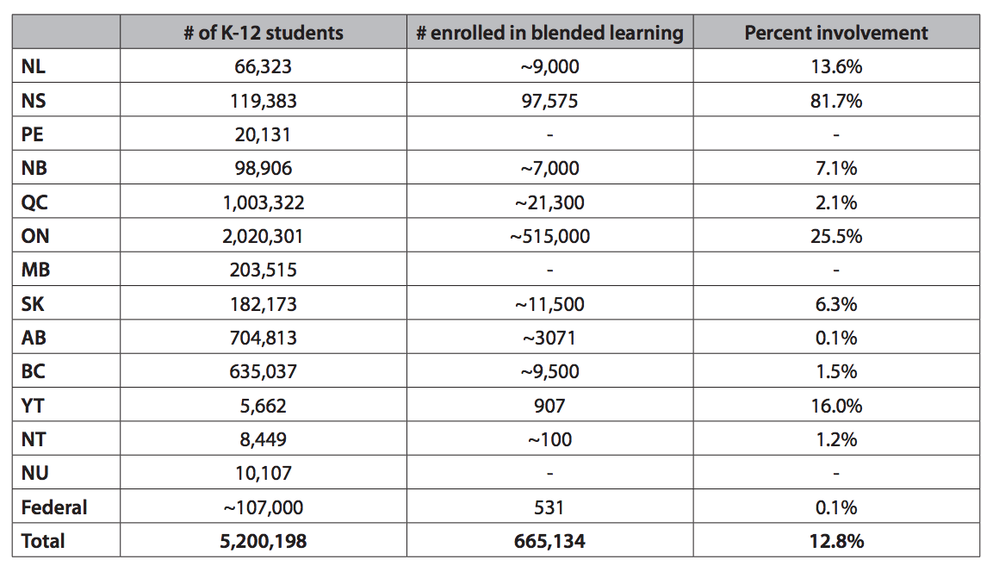 # of K-12 students # enrolled in blended learning Percent involvement
NL 66,323 ~9,000 13.6%
NS 119,383 97,575 81.7%
PE 20,131 - -
NB 98,906 ~7,000 7.1%
QC 1,003,322 ~21,300 2.1%
ON 2,020,301 ~515,000 25.5%
MB 203,515 - -
SK 182,173 ~11,500 6.3%
AB 704,813 ~3071 0.1%
BC 635,037 ~9,500 1.5%
YT 5,662 907 16.0%
NT 8,449 ~100 1.2%
NU 10,107 - -
Federal ~107,000 531 0.1%
Total 5,200,198 665,134 12.8%